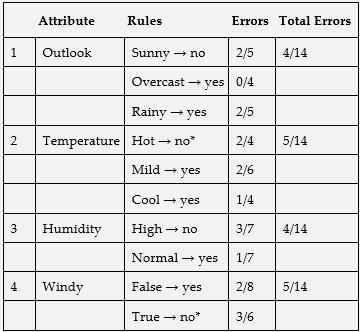 Attribute Rules Errors Total Errors
1 Outlook Sunny → no 2/5 4/14
Overcast → yes 0/4
Rainy → yes 2/5
2 Temperature Hot → no* 2/4 5/14
Mild → yes 2/6
Cool → yes 1/4
3 Humidity High → no 3/7 4/14
Normal → yes 1/7
4 Windy False → yes 2/8 5/14
True → no* 3/6